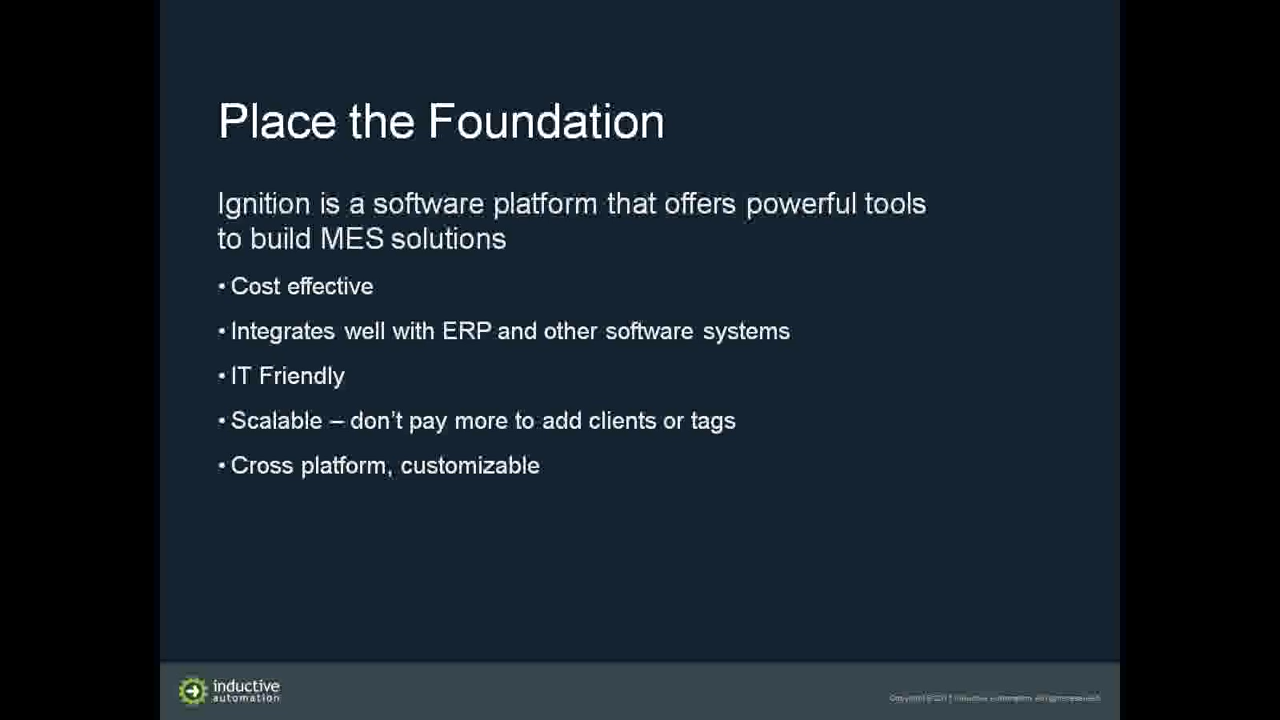 Place the Foundation
Ignition is a software platform that offers powerful tools
to build MES solutions
• Cost effective
• Integrates well with ERP and other software systems
• IT Friendly
• Scalable – don't pay more to add clients or tags
• Cross platform, customizable
inductive
automation